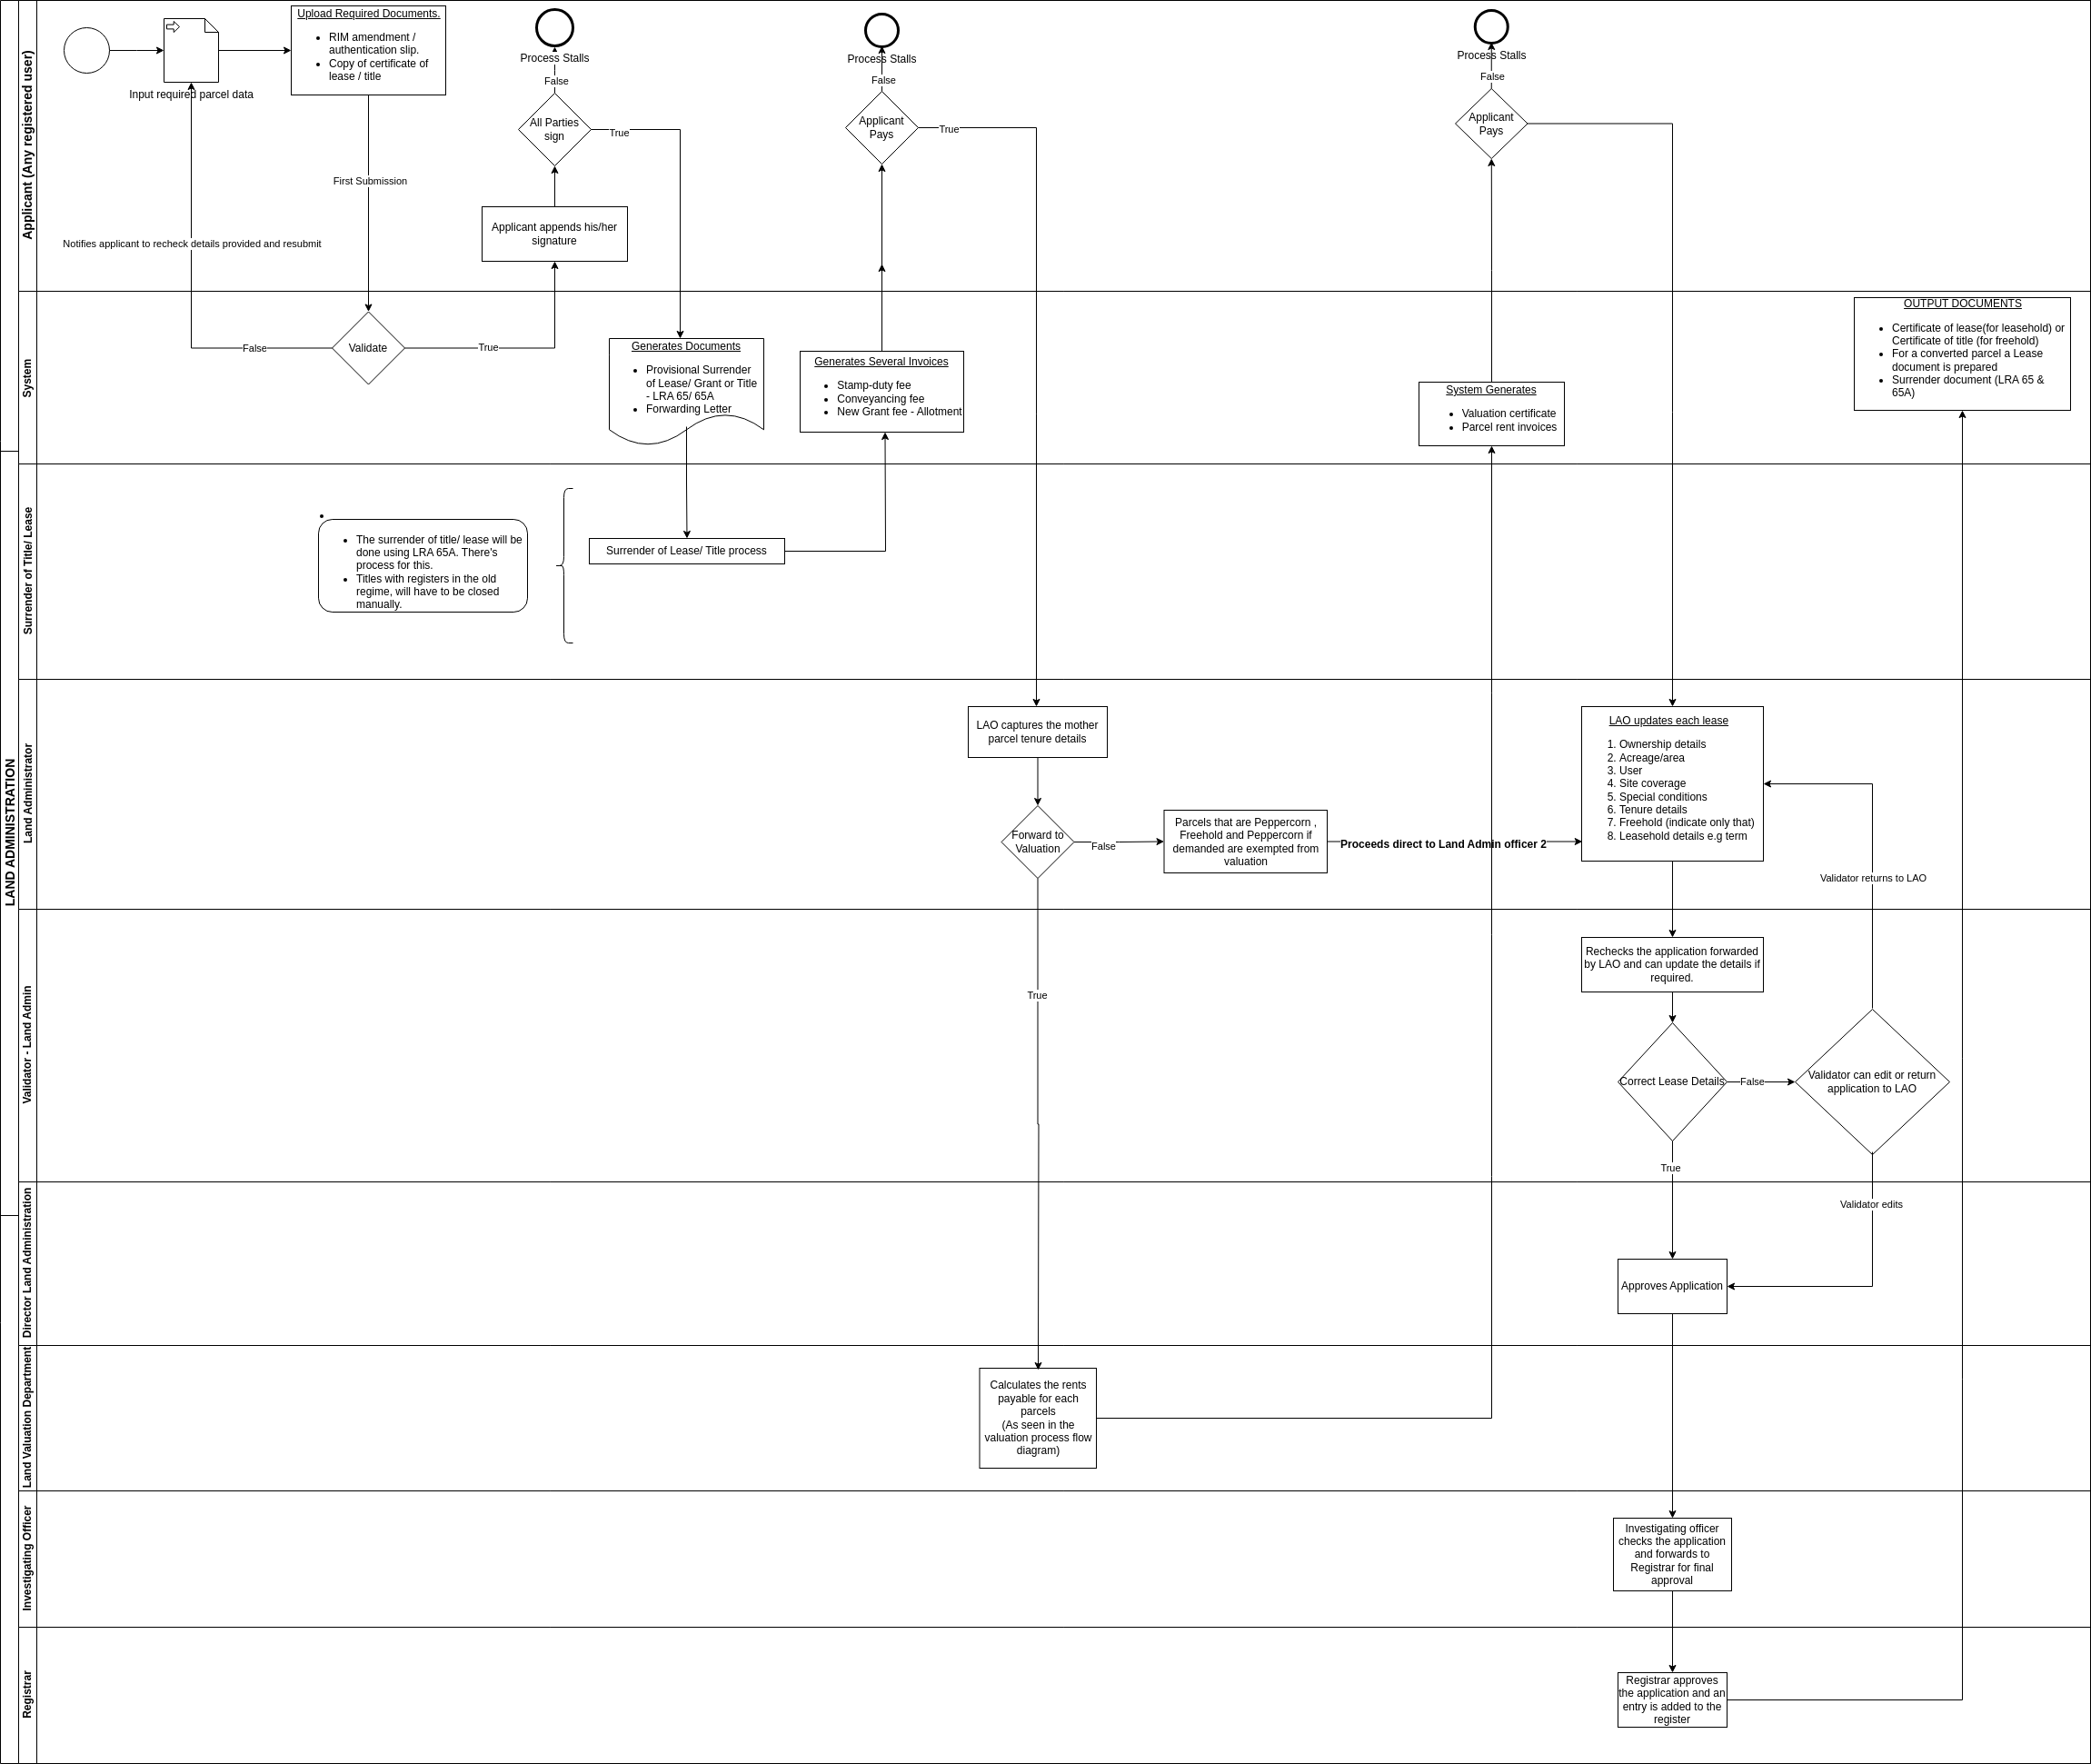 LAND ADMINISTRATION
Applicant (Any registered user)
Input required parcel data
Upload Required Documents.
RIM amendment /
authentication slip.
Copy of certificate of
lease / title
First Submission
Notifies applicant to recheck details provided and resubmit
Process Stalls
False
All Parties
sign
True
Applicant appends his/her
signature
Process Stalls
False
Applicant
Pays
True
Process Stalls
False
Applicant
Pays
System
False
Validate
True
Generates Documents
Provisional Surrender
of Lease/ Grant or Title
- LRA 65/ 65A
Forwarding Letter
Generates Several Invoices
Stamp-duty fee
Conveyancing fee
New Grant fee - Allotment
System Generates
Valuation certificate
Parcel rent invoices
OUTPUT DOCUMENTS
Certificate of lease(for leasehold) or
Certificate of title (for freehold)
For a converted parcel a Lease
document is prepared
Surrender document (LRA 65 &
65A)
Surrender of Title/ Lease
The surrender of title/ lease will be
done using LRA 65A. There's
process for this.
Titles with registers in the old
regime, will have to be closed
manually.
Surrender of Lease/ Title process
Land Administrator
LAO captures the mother
parcel tenure details
Forward to
Valuation
False
Parcels that are Peppercorn ,
Freehold and Peppercorn if
demanded are exempted from
valuation
Proceeds direct to Land Admin officer 2
LAO updates each lease
1. Ownership details
2. Acreage/area
3. User
4. Site coverage
5. Special conditions
6. Tenure details
7. Freehold (indicate only that)
8. Leasehold details e.g term
Validator returns to LAO
Validator - Land Admin
True
Rechecks the application forwarded
by LAO and can update the details if
required.
Correct Lease Details
False
Validator can edit or return
application to LAO
True
Director Land Administration
Validator edits
Approves Application
Land Valuation Department
Calculates the rents
payable for each
parcels
(As seen in the
valuation process flow
diagram)
Investigating Officer
Investigating officer
checks the application
and forwards to
Registrar for final
approval
Registrar
Registrar approves
the application and an
entry is added to the
register